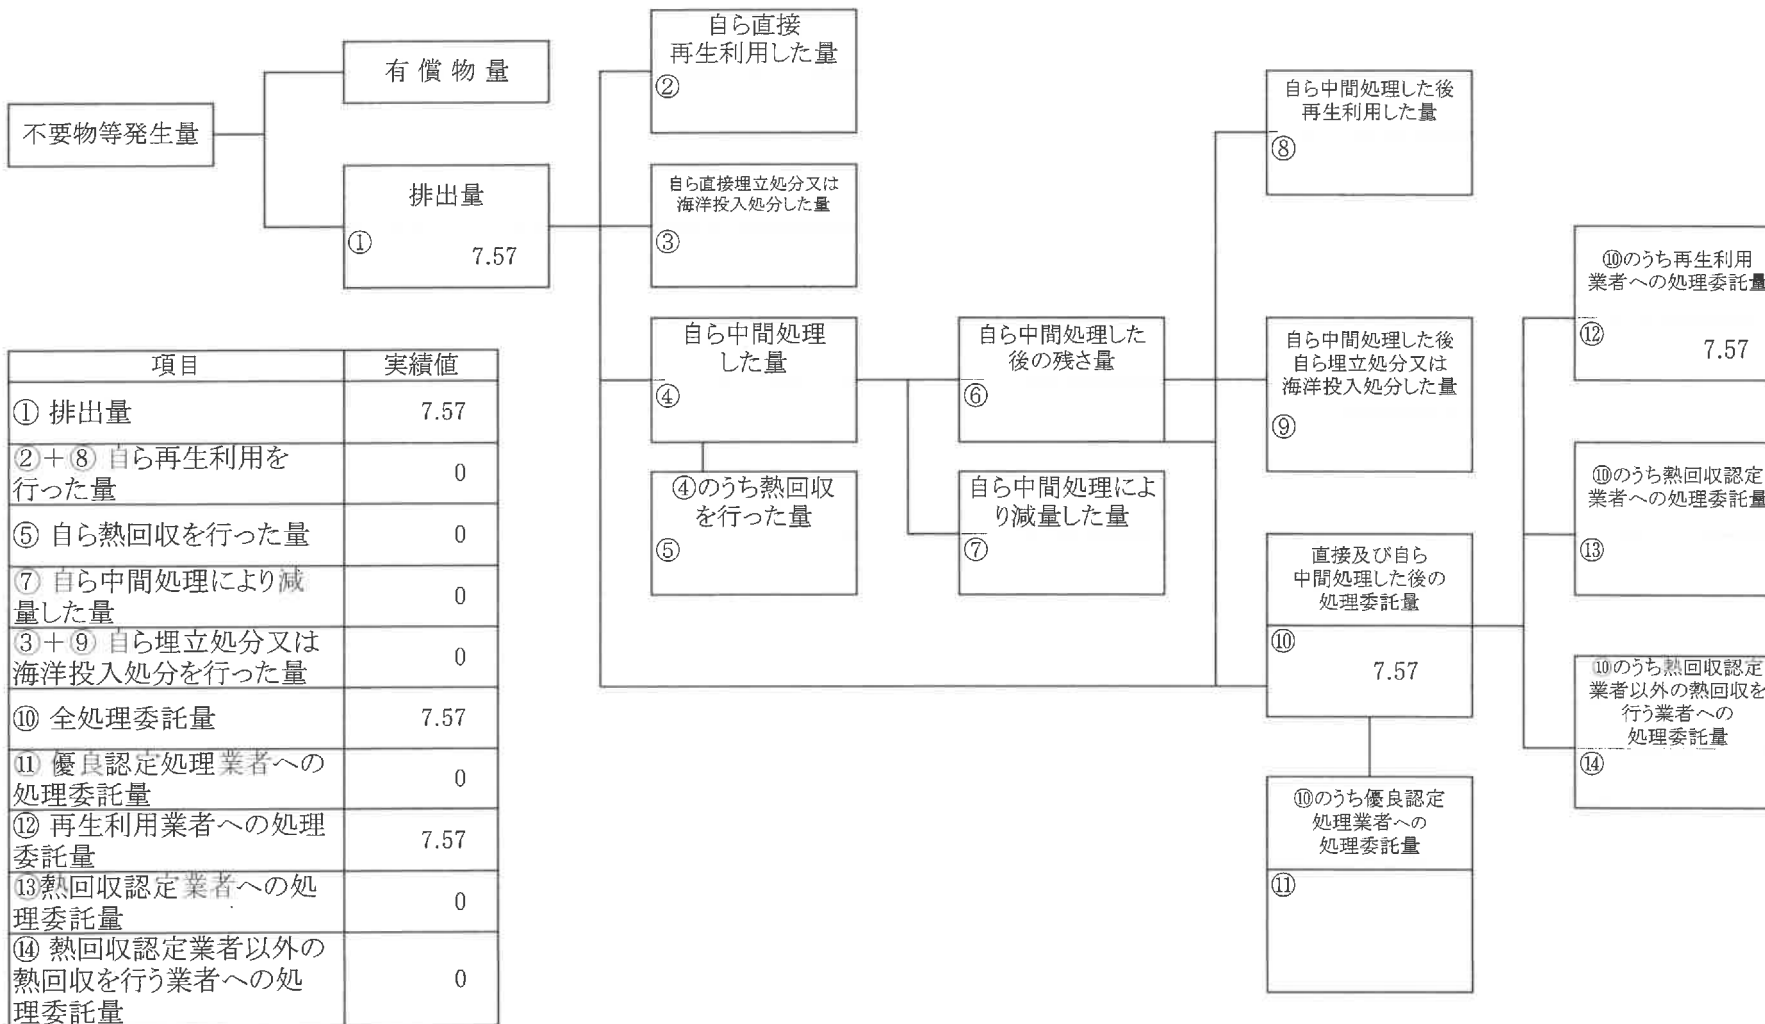 不要物等発生量
有償物量
排出量
①
7.57
自ら直接
再生利用した量
②
自ら直接埋立処分又は
海洋投入処分した量
③
自ら中間処理
した量
④
④のうち熱回収
を行った量
⑤
自ら中間処理した
後の残さ量
⑥
自ら中間処理によ
り減量した量
⑦
自ら中間処理した後
再生利用した量
⑧
自ら中間処理した後
自ら埋立処分又は
海洋投入処分した量
⑨
直接及び自ら
中間処理した後の
処理委託量
⑩
7.57
⑩のうち優良認定
処理業者への
処理委託量
⑪
⑩のうち再生利用
業者への処理委託量
⑫
7.57
⑩のうち熱回収認定
業者への処理委託量
⑬
⑩のうち熱回収認定
業者以外の熱回収を
行う業者への
処理委託量
⑭
項目 実績値
① 排出量 7.57
②＋⑧ 自ら再生利用を
行った量 0
⑤ 自ら熱回収を行った量 0
⑦ 自ら中間処理により減
量した量 0
③＋⑨ 自ら埋立処分又は
海洋投入処分を行った量 0
⑩ 全処理委託量 7.57
⑪ 優良認定処理業者への
処理委託量 0
⑫ 再生利用業者への処理
委託量 7.57
⑬熱回収認定業者への処
理委託量 0
⑭ 熱回収認定業者以外の
熱回収を行う業者への処
理委託量 0